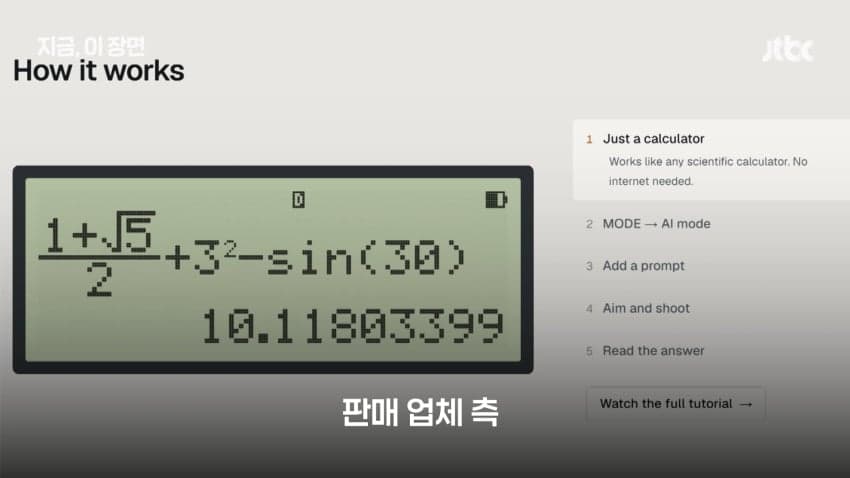 지금, 이 장면
jtbc
How it works
1 Just a calculator
Works like any scientific calculator. No
internet needed.
D
(1+√5)/2+3²−sin(30)
10.11803399
2 MODE → AI mode
3 Add a prompt
4 Aim and shoot
5 Read the answer
Watch the full tutorial →
판매 업체 측